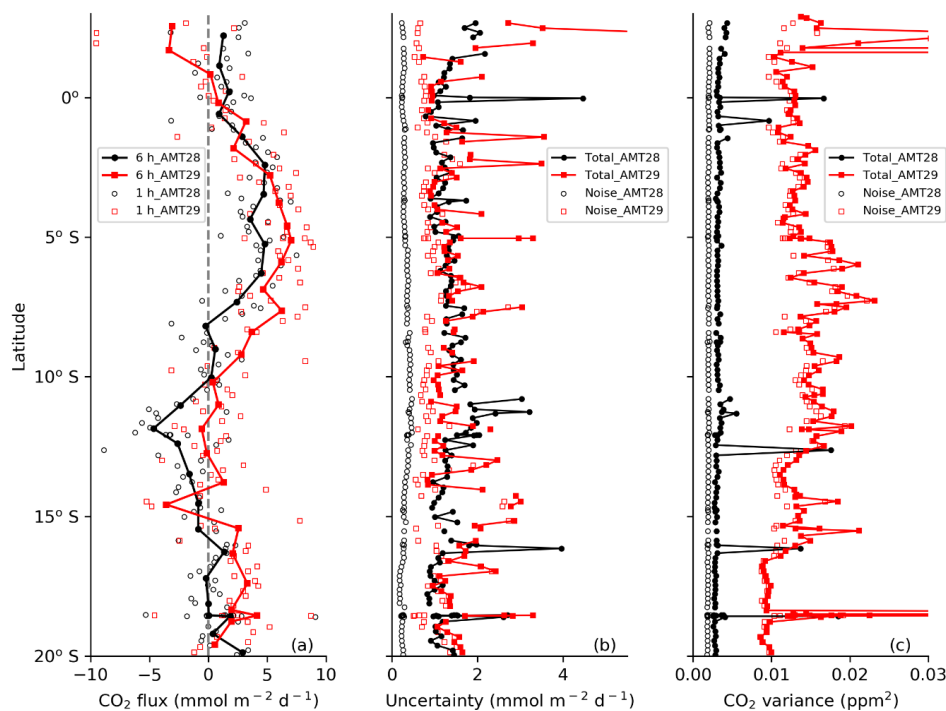 0°
5° S
10° S
15° S
20° S
Latitude
6 h_AMT28
6 h_AMT29
1 h_AMT28
1 h_AMT29
(a)
−10
−5
0
5
10
CO₂ flux (mmol m⁻² d⁻¹)
Total_AMT28
Total_AMT29
Noise_AMT28
Noise_AMT29
(b)
0
2
4
Uncertainty (mmol m⁻² d⁻¹)
Total_AMT28
Total_AMT29
Noise_AMT28
Noise_AMT29
(c)
0.00
0.01
0.02
0.03
CO₂ variance (ppm²)